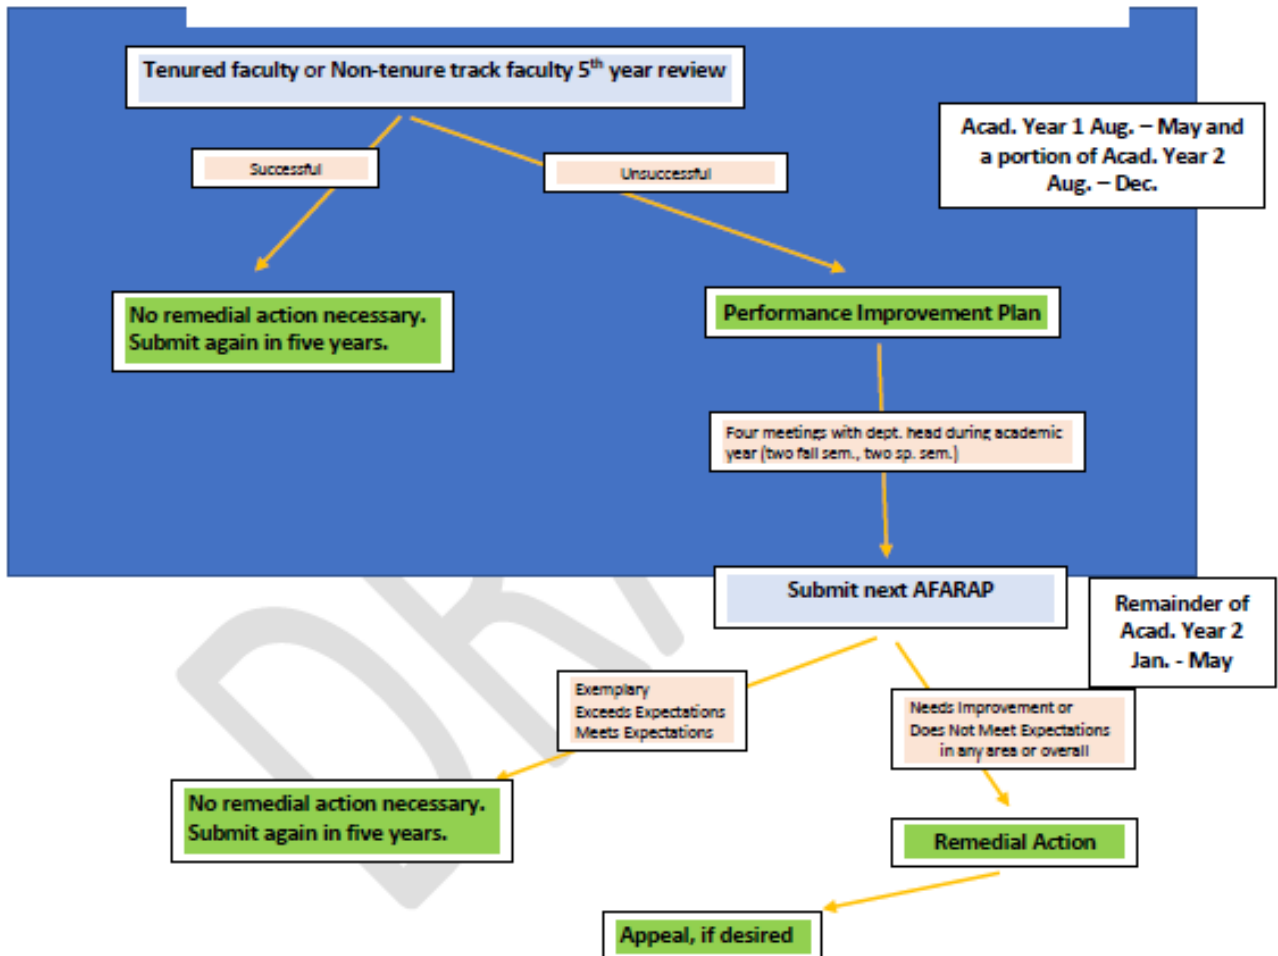 Tenured faculty or Non-tenure track faculty 5th year review
Acad. Year 1 Aug. – May and
a portion of Acad. Year 2
Aug. – Dec.
Successful
Unsuccessful
No remedial action necessary.
Submit again in five years.
Performance Improvement Plan
Four meetings with dept. head during academic
year (two fall sem., two sp. sem.)
Submit next AFARAP
Remainder of
Acad. Year 2
Jan. - May
Exemplary
Exceeds Expectations
Meets Expectations
Needs Improvement or
Does Not Meet Expectations
in any area or overall
No remedial action necessary.
Submit again in five years.
Remedial Action
Appeal, if desired